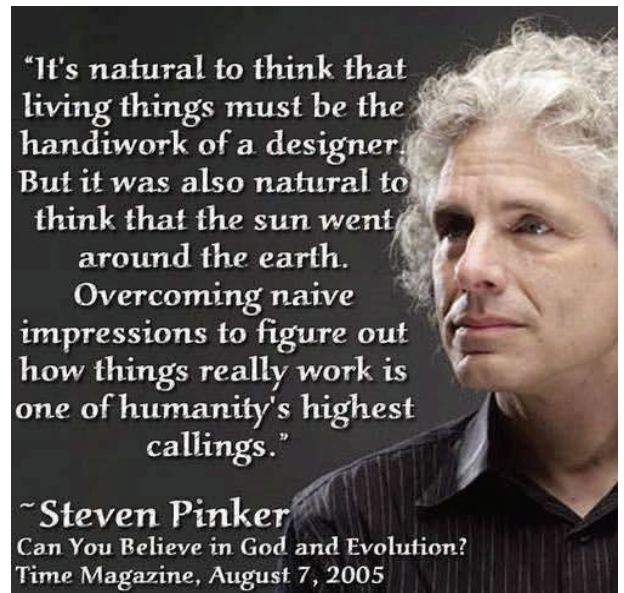 “It's natural to think that
living things must be the
handiwork of a designer.
But it was also natural to
think that the sun went
around the earth.
Overcoming naive
impressions to figure out
how things really work is
one of humanity's highest
callings.”
~Steven Pinker
Can You Believe in God and Evolution?
Time Magazine, August 7, 2005